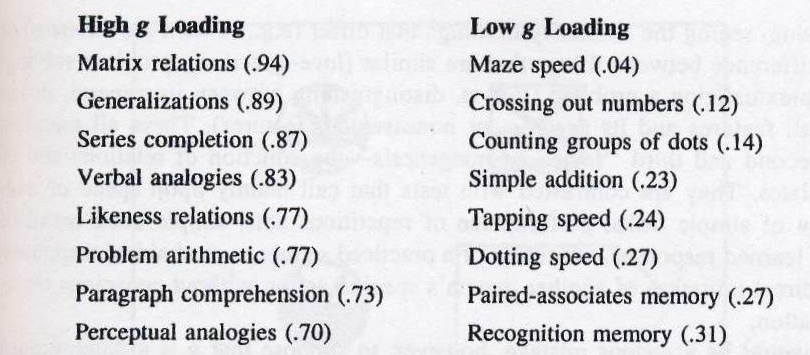 High g Loading Low g Loading
Matrix relations (.94) Maze speed (.04)
Generalizations (.89) Crossing out numbers (.12)
Series completion (.87) Counting groups of dots (.14)
Verbal analogies (.83) Simple addition (.23)
Likeness relations (.77) Tapping speed (.24)
Problem arithmetic (.77) Dotting speed (.27)
Paragraph comprehension (.73) Paired-associates memory (.27)
Perceptual analogies (.70) Recognition memory (.31)